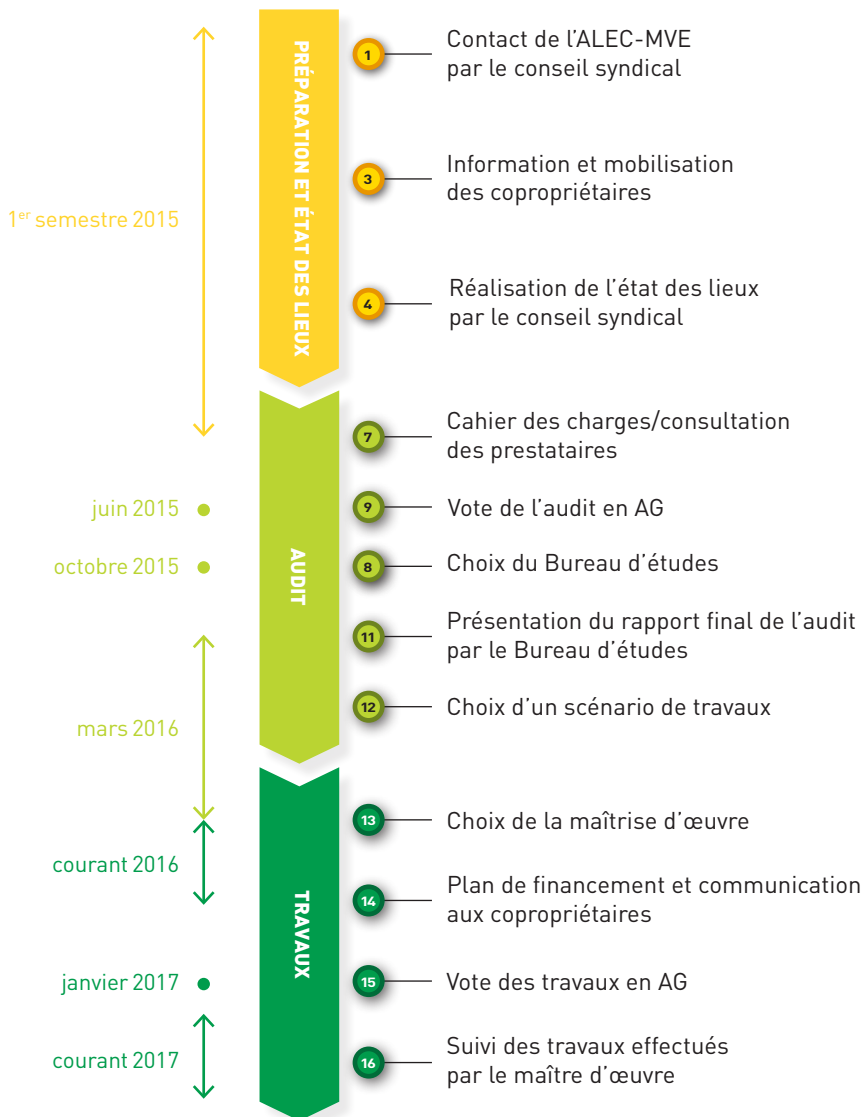 PRÉPARATION ET ÉTAT DES LIEUX
1er semestre 2015
1
Contact de l'ALEC-MVE
par le conseil syndical
3
Information et mobilisation
des copropriétaires
4
Réalisation de l'état des lieux
par le conseil syndical
AUDIT
7
Cahier des charges/consultation
des prestataires
juin 2015
9
Vote de l'audit en AG
octobre 2015
8
Choix du Bureau d'études
mars 2016
11
Présentation du rapport final de l'audit
par le Bureau d'études
12
Choix d'un scénario de travaux
TRAVAUX
13
Choix de la maîtrise d'œuvre
courant 2016
14
Plan de financement et communication
aux copropriétaires
janvier 2017
15
Vote des travaux en AG
courant 2017
16
Suivi des travaux effectués
par le maître d'œuvre